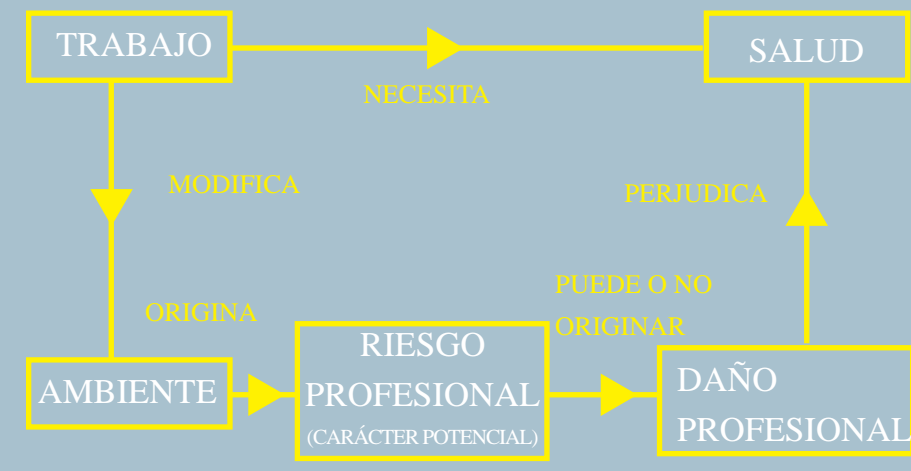 TRABAJO
SALUD
NECESITA
MODIFICA
PERJUDICA
ORIGINA
PUEDE O NO
ORIGINAR
AMBIENTE
RIESGO
PROFESIONAL
(CARÁCTER POTENCIAL)
DAÑO
PROFESIONAL